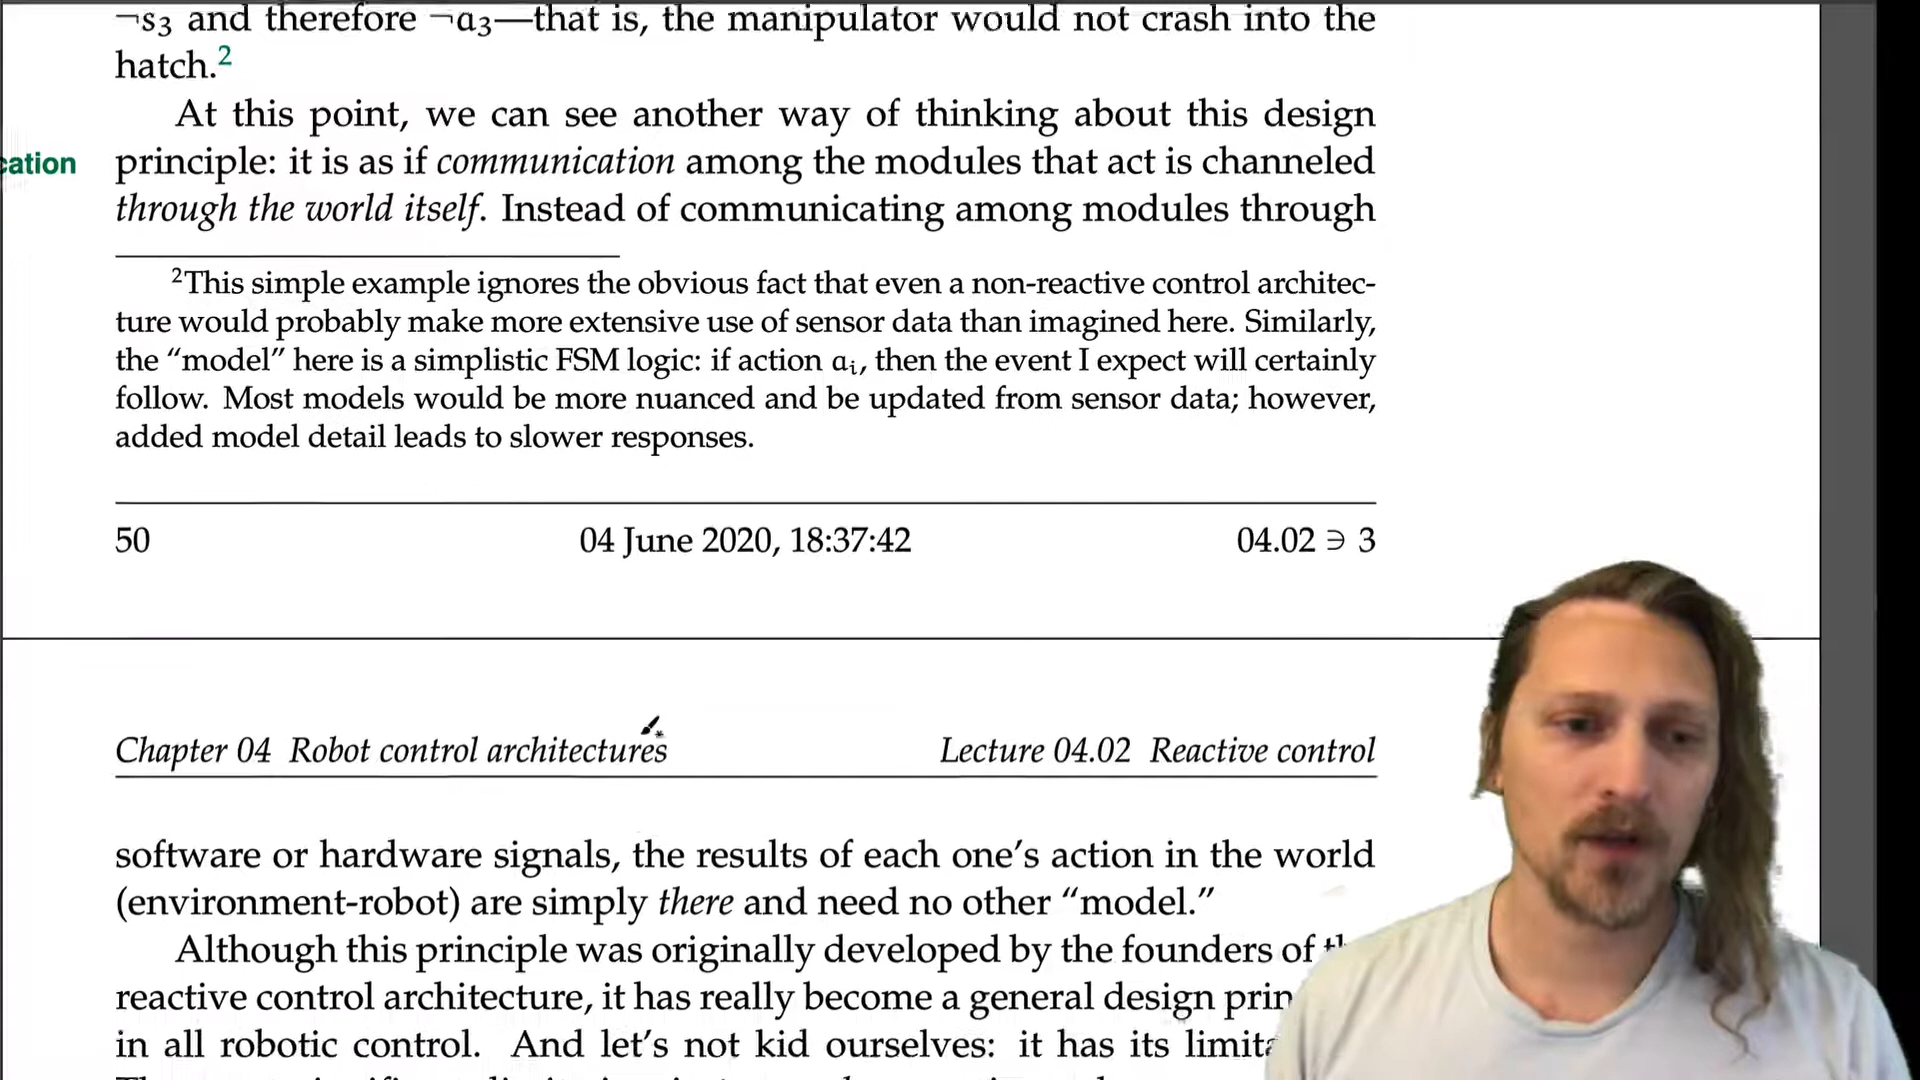 ¬s₃ and therefore ¬a₃—that is, the manipulator would not crash into the
hatch.²
At this point, we can see another way of thinking about this design
cation
principle: it is as if communication among the modules that act is channeled
through the world itself. Instead of communicating among modules through
²This simple example ignores the obvious fact that even a non-reactive control architec-
ture would probably make more extensive use of sensor data than imagined here. Similarly,
the “model” here is a simplistic FSM logic: if action aᵢ, then the event I expect will certainly
follow. Most models would be more nuanced and be updated from sensor data; however,
added model detail leads to slower responses.
50 04 June 2020, 18:37:42 04.02 ∋ 3
Chapter 04 Robot control architectures Lecture 04.02 Reactive control
software or hardware signals, the results of each one’s action in the world
(environment-robot) are simply there and need no other “model.”
Although this principle was originally developed by the founders of
reactive control architecture, it has really become a general design prin
in all robotic control. And let’s not kid ourselves: it has its limita